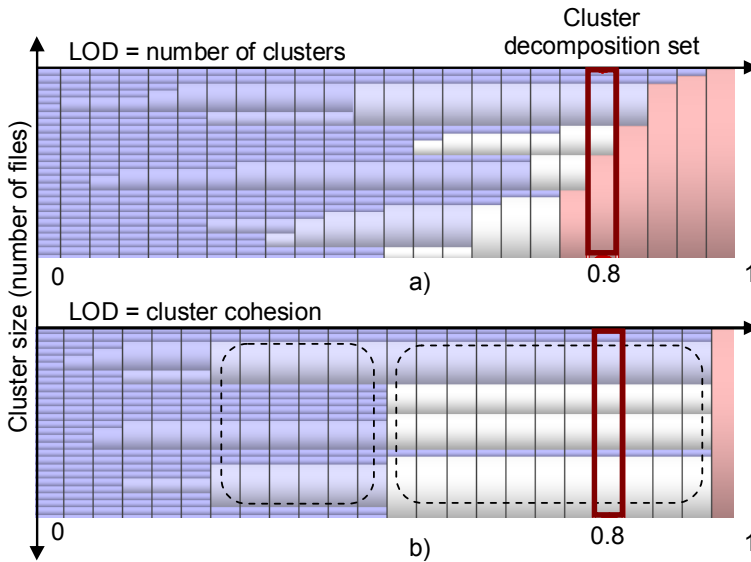 Cluster
decomposition set
LOD = number of clusters
0
a)
0.8
1
Cluster size (number of files)
LOD = cluster cohesion
0
b)
0.8
1